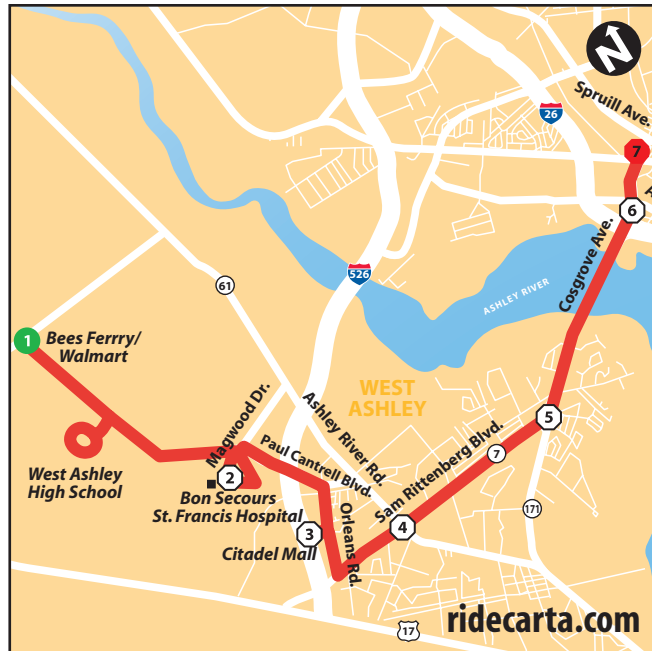 N
Spruill Ave.
26
7
6
Cosgrove Ave.
526
ASHLEY RIVER
61
1
Bees Ferrry/
Walmart
WEST
ASHLEY
Magwood Dr.
Ashley River Rd.
5
Sam Rittenberg Blvd.
7
Paul Cantrell Blvd.
West Ashley
High School
2
Bon Secours
St. Francis Hospital
171
4
3
Orleans Rd.
Citadel Mall
17
ridecarta.com